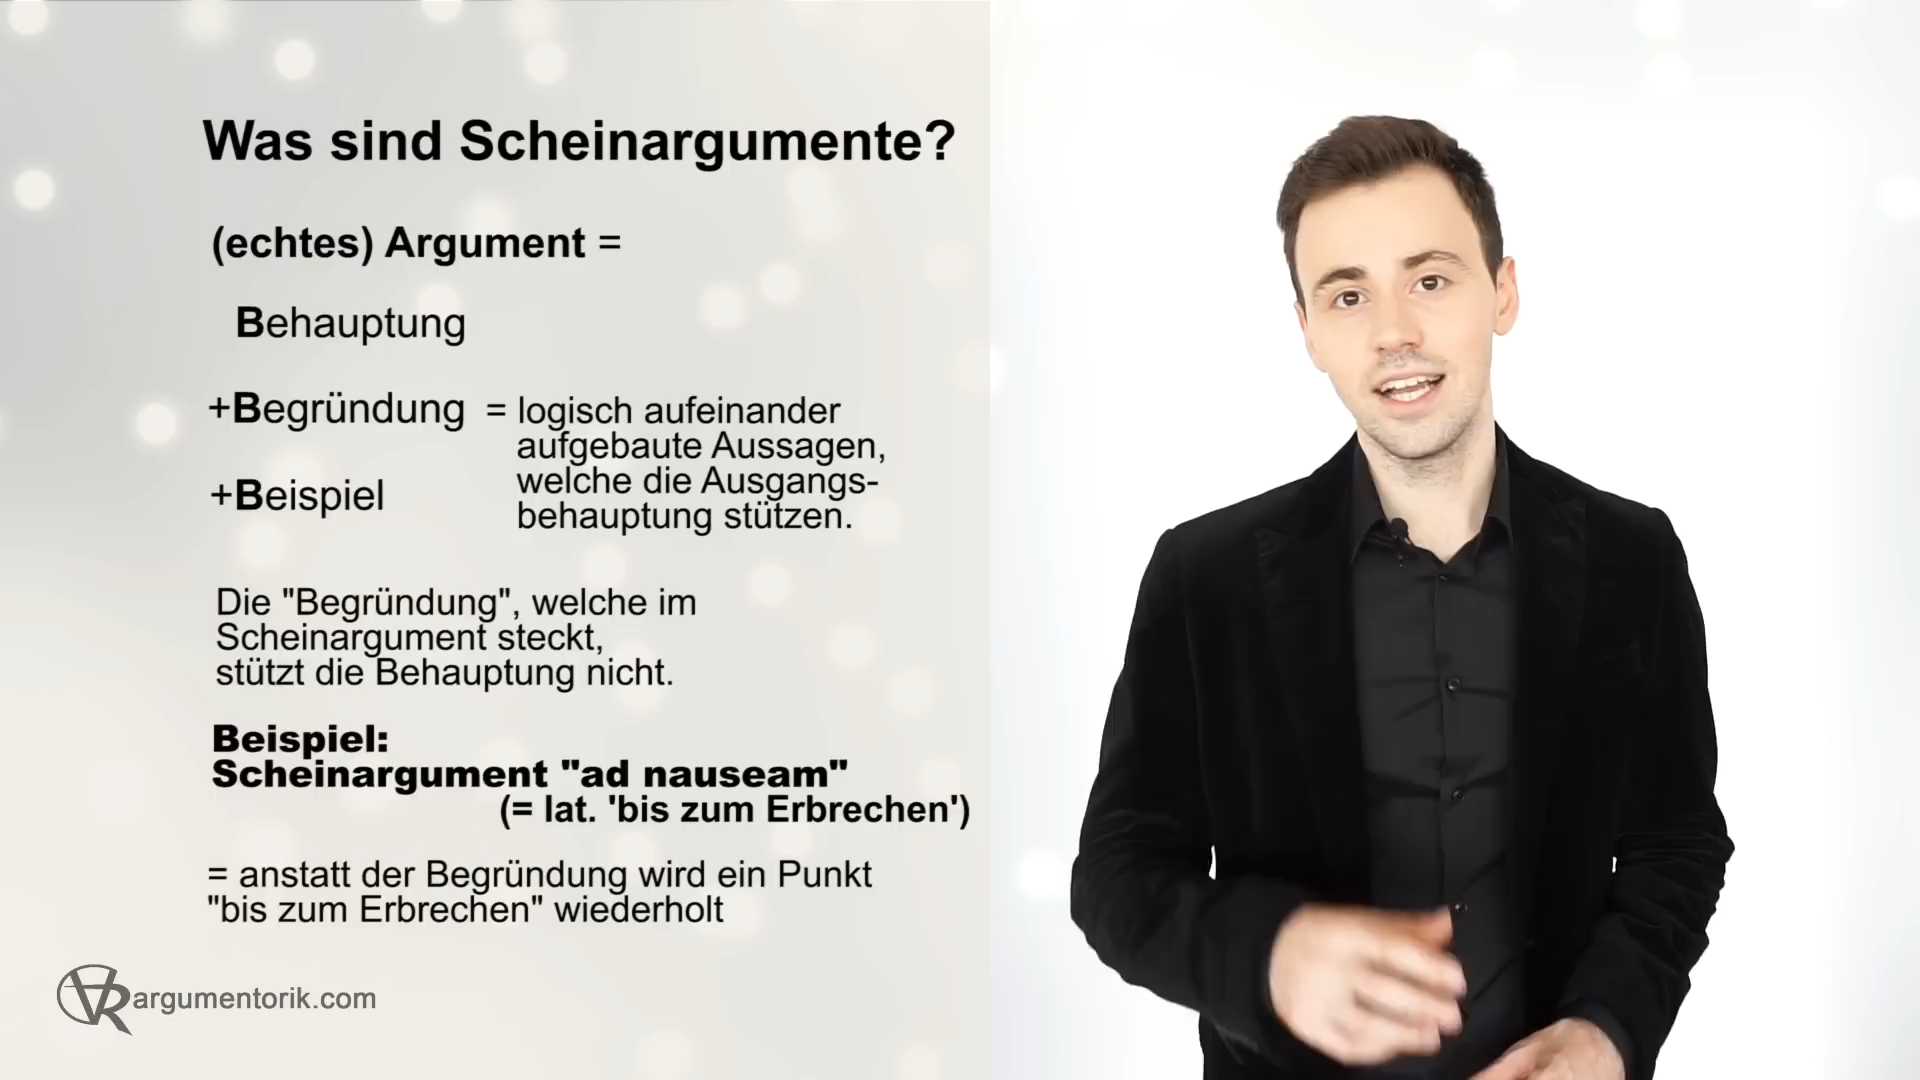 Was sind Scheinargumente?
(echtes) Argument =
Behauptung
+Begründung = logisch aufeinander
aufgebaute Aussagen,
+Beispiel
welche die Ausgangs-
behauptung stützen.
Die "Begründung", welche im
Scheinargument steckt,
stützt die Behauptung nicht.
Beispiel:
Scheinargument "ad nauseam"
(= lat. 'bis zum Erbrechen')
= anstatt der Begründung wird ein Punkt
"bis zum Erbrechen" wiederholt
argumentorik.com